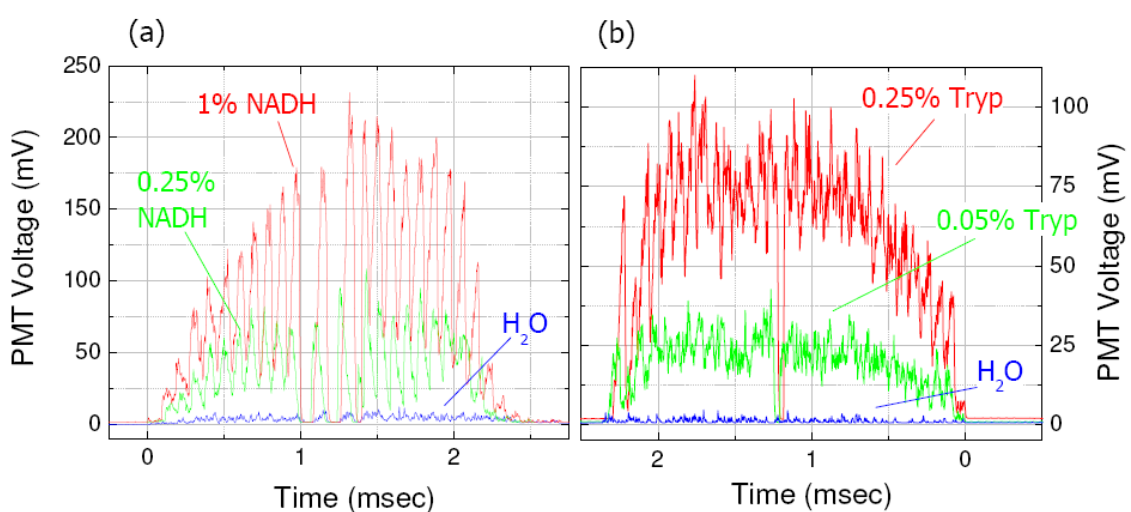 (a)
(b)
250
200
150
100
50
0
PMT Voltage (mV)
1% NADH
0.25%
NADH
H₂O
0
1
2
Time (msec)
0.25% Tryp
0.05% Tryp
H₂O
100
75
50
25
0
PMT Voltage (mV)
2
1
0
Time (msec)